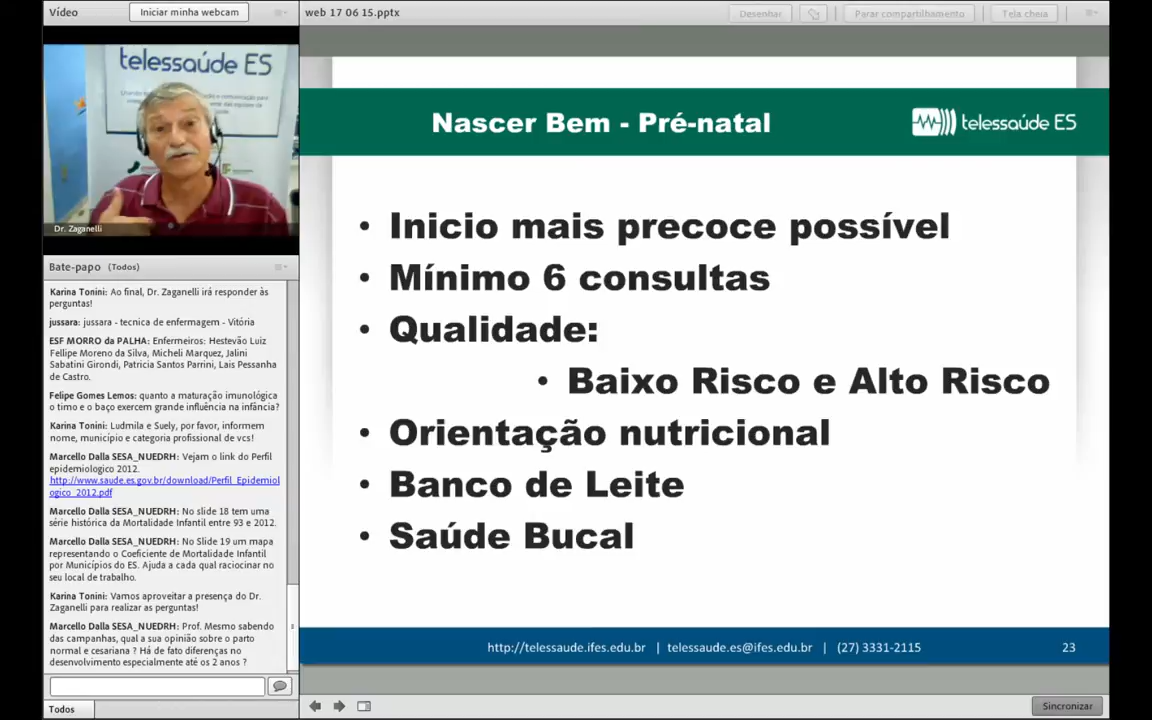 Vídeo
Iniciar minha webcam
web 17 06 15.pptx
Desenhar
Parar compartilhamento
Tela cheia
telessaúde ES
Dr. Zaganelli
Bate-papo (Todos)
Karina Tonini: Ao final, Dr. Zaganelli irá responder às
perguntas!
jussara: jussara - tecnica de enfermagem - Vitória
ESF MORRO da PALHA: Enfermeiros: Hestevão Luiz
Fellipe Moreno da Silva, Micheli Marquez, Jalini
Sabatini Girondi, Patricia Santos Parrini, Lais Pessanha
de Castro.
Felipe Gomes Lemos: quanto a maturação imunológica
o timo e o baço exercem grande influência na infância?
Karina Tonini: Ludmila e Suely, por favor, informem
nome, município e categoria profissional de vcs!
Marcello Dalla SESA_NUEDRH: Vejam o link do Perfil
epidemiologico 2012.
http://www.saude.es.gov.br/download/Perfil_Epidemiol
ogico_2012.pdf
Marcello Dalla SESA_NUEDRH: No slide 18 tem uma
série histórica da Mortalidade Infantil entre 93 e 2012.
Marcello Dalla SESA_NUEDRH: No Slide 19 um mapa
representando o Coeficiente de Mortalidade Infantil
por Municípios do ES. Ajuda a cada qual raciocinar no
seu local de trabalho.
Karina Tonini: Vamos aproveitar a presença do Dr.
Zaganelli para realizar as perguntas!
Marcello Dalla SESA_NUEDRH: Prof. Mesmo sabendo
das campanhas, qual a sua opinião sobre o parto
normal e cesariana ? Há de fato diferenças no
desenvolvimento especialmente até os 2 anos ?
Todos
Nascer Bem - Pré-natal
telessaúde ES
• Inicio mais precoce possível
• Mínimo 6 consultas
• Qualidade:
• Baixo Risco e Alto Risco
• Orientação nutricional
• Banco de Leite
• Saúde Bucal
http://telessaude.ifes.edu.br | telessaude.es@ifes.edu.br | (27) 3331-2115
23
Sincronizar